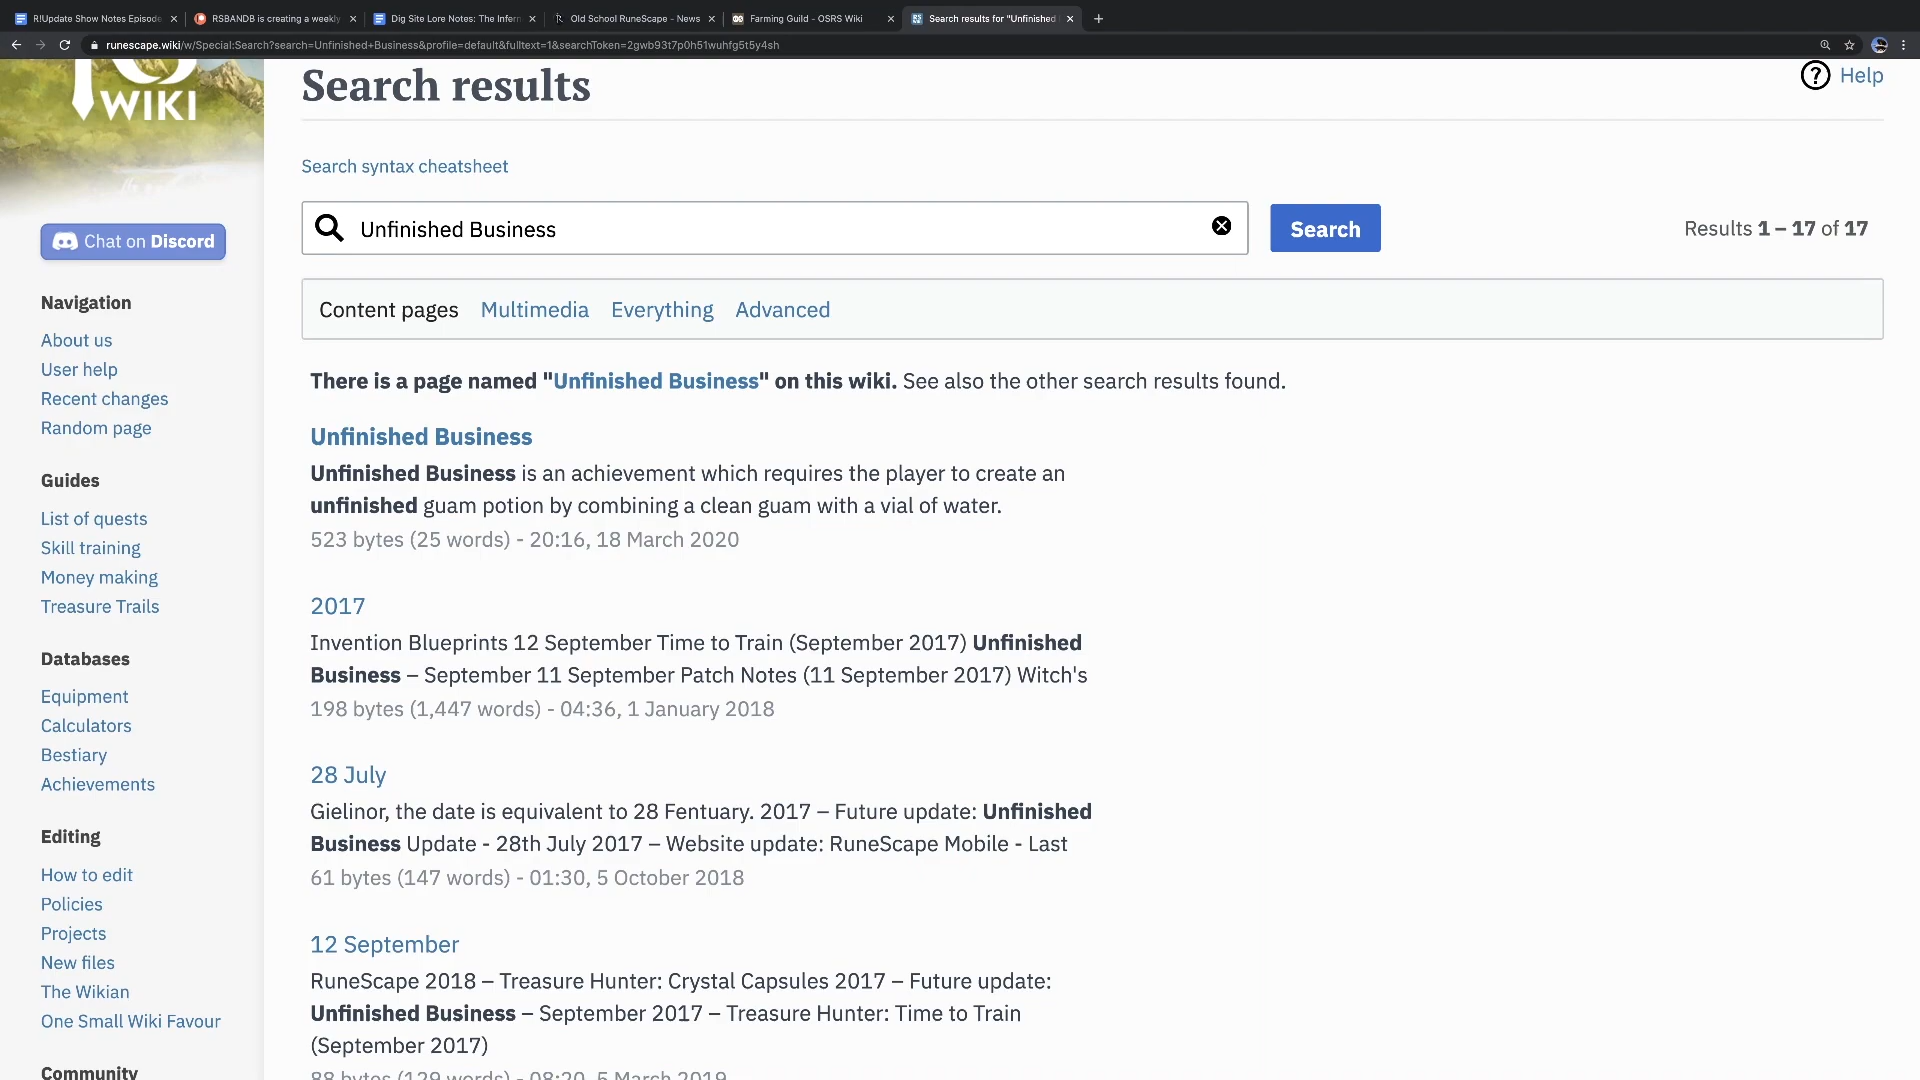 R!Update Show Notes Episode
RSBANDB is creating a weekly
Dig Site Lore Notes: The Infern
Old School RuneScape - News
Farming Guild - OSRS Wiki
Search results for "Unfinished
runescape.wiki/w/Special:Search?search=Unfinished+Business&profile=default&fulltext=1&searchToken=2gwb93t7p0h51wuhfg5t5y4sh
WIKI
Search results
Help
Search syntax cheatsheet
Unfinished Business
Search
Results 1 – 17 of 17
Chat on Discord
Content pages Multimedia Everything Advanced
Navigation
About us
User help
Recent changes
Random page
Guides
List of quests
Skill training
Money making
Treasure Trails
Databases
Equipment
Calculators
Bestiary
Achievements
Editing
How to edit
Policies
Projects
New files
The Wikian
One Small Wiki Favour
Community
There is a page named "Unfinished Business" on this wiki. See also the other search results found.
Unfinished Business
Unfinished Business is an achievement which requires the player to create an
unfinished guam potion by combining a clean guam with a vial of water.
523 bytes (25 words) - 20:16, 18 March 2020
2017
Invention Blueprints 12 September Time to Train (September 2017) Unfinished
Business – September 11 September Patch Notes (11 September 2017) Witch's
198 bytes (1,447 words) - 04:36, 1 January 2018
28 July
Gielinor, the date is equivalent to 28 Fentuary. 2017 – Future update: Unfinished
Business Update - 28th July 2017 – Website update: RuneScape Mobile - Last
61 bytes (147 words) - 01:30, 5 October 2018
12 September
RuneScape 2018 – Treasure Hunter: Crystal Capsules 2017 – Future update:
Unfinished Business – September 2017 – Treasure Hunter: Time to Train
(September 2017)
88 bytes (129 words) - 08:20, 5 March 2019